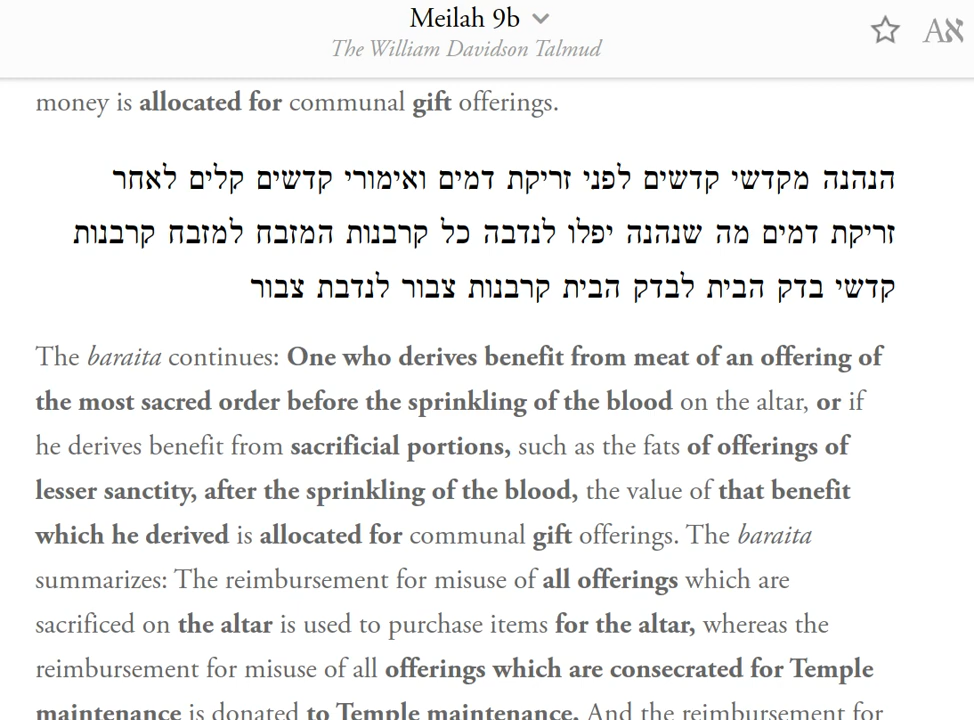 Meilah 9b
The William Davidson Talmud
Aא
money is allocated for communal gift offerings.
הנהנה מקדשי קדשים לפני זריקת דמים ואימורי קדשים קלים לאחר
זריקת דמים מה שנהנה יפלו לנדבה כל קרבנות המזבח למזבח קרבנות
קדשי בדק הבית לבדק הבית קרבנות צבור לנדבת צבור
The baraita continues: One who derives benefit from meat of an offering of
the most sacred order before the sprinkling of the blood on the altar, or if
he derives benefit from sacrificial portions, such as the fats of offerings of
lesser sanctity, after the sprinkling of the blood, the value of that benefit
which he derived is allocated for communal gift offerings. The baraita
summarizes: The reimbursement for misuse of all offerings which are
sacrificed on the altar is used to purchase items for the altar, whereas the
reimbursement for misuse of all offerings which are consecrated for Temple
maintenance is donated to Temple maintenance. And the reimbursement for